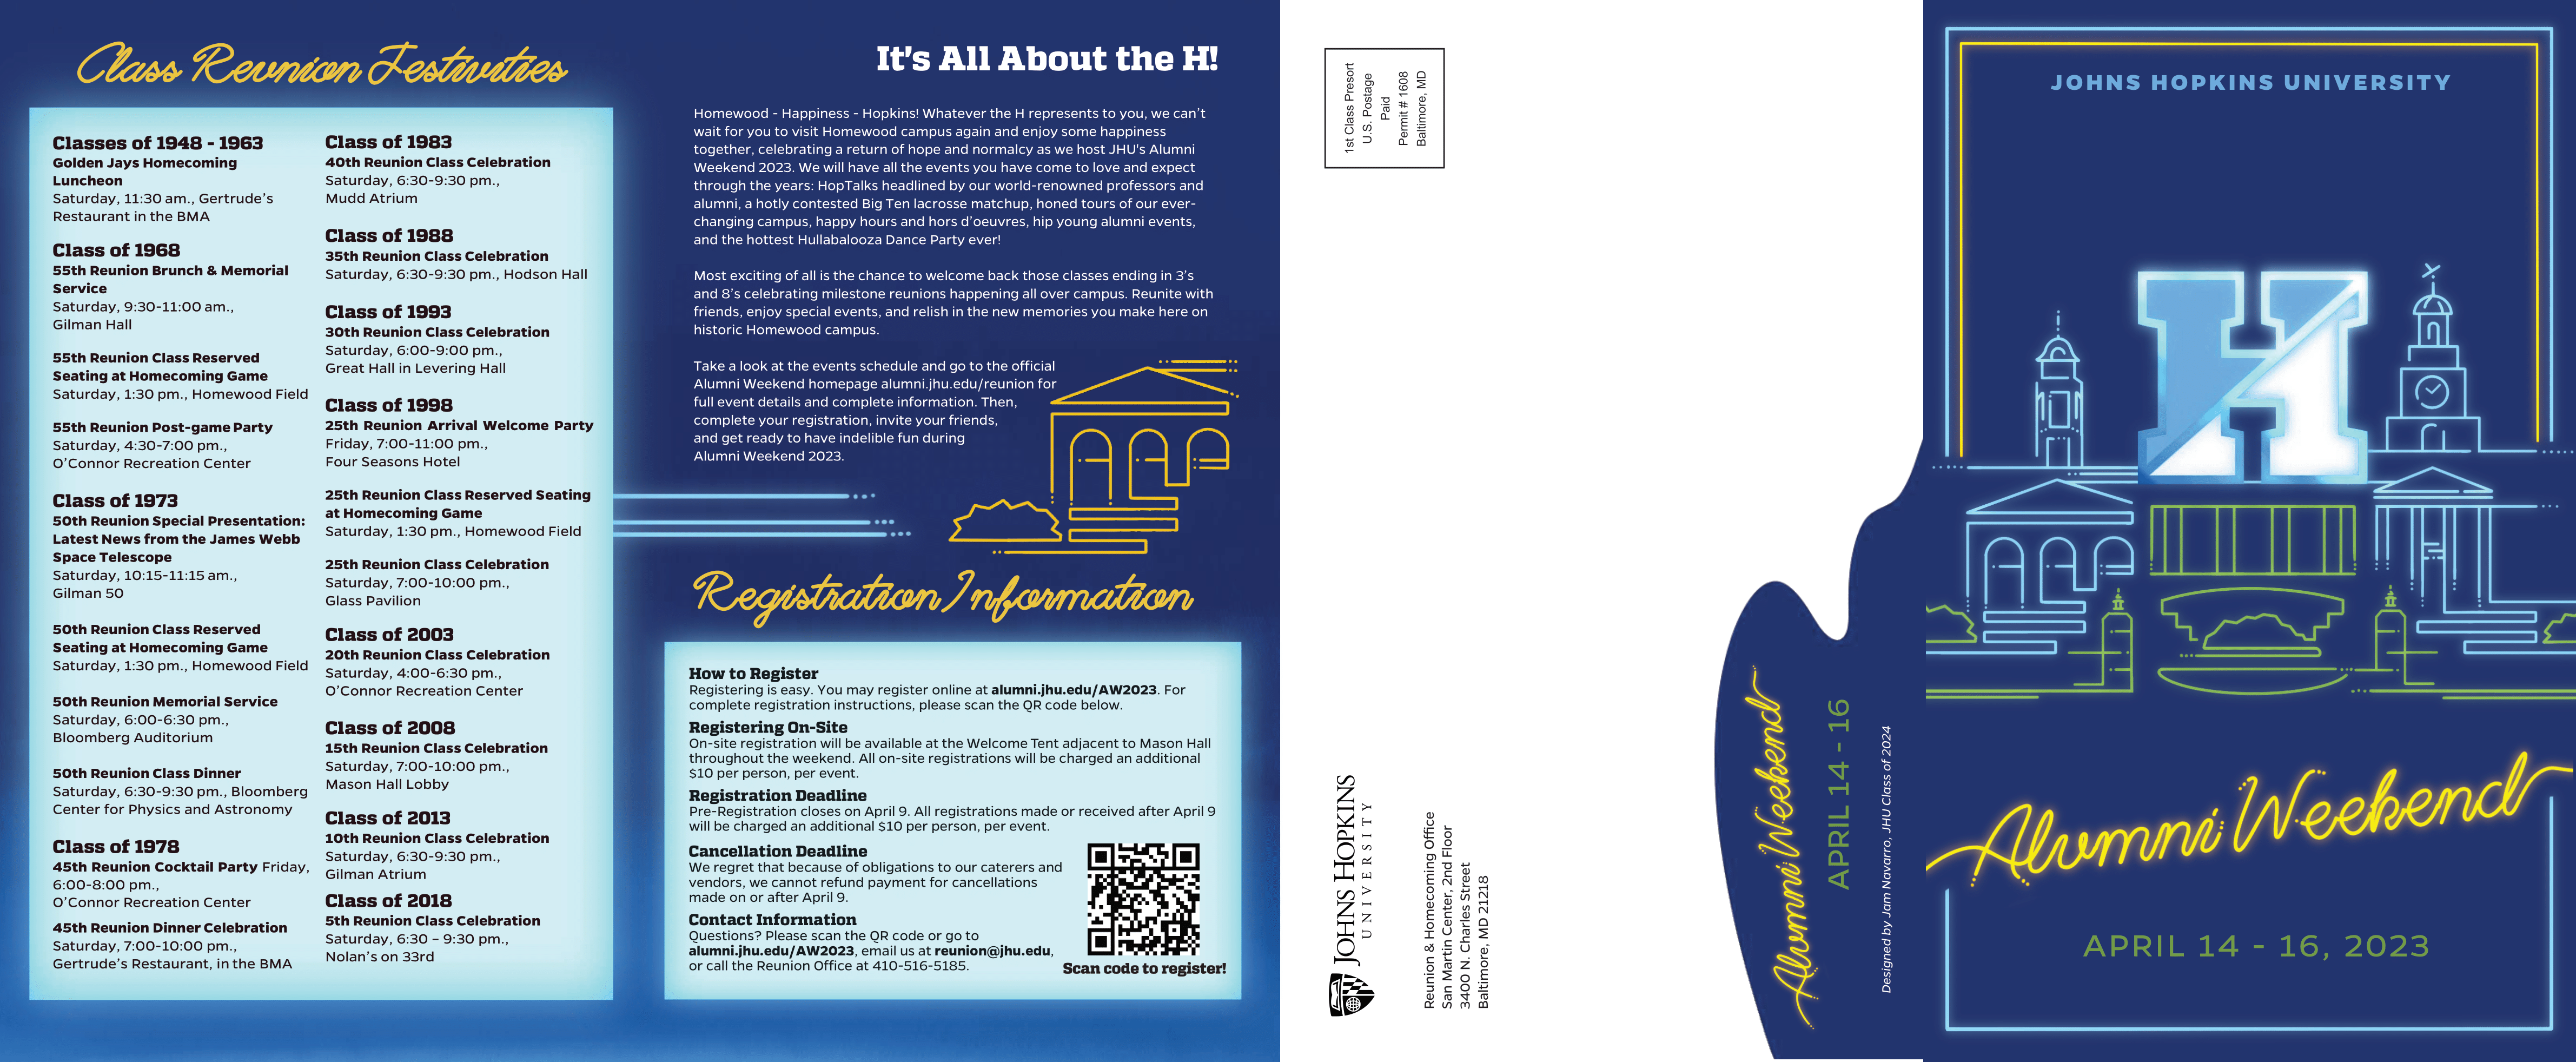 Class Reunion Festivities
Classes of 1948 - 1963
Golden Jays Homecoming
Luncheon
Saturday, 11:30 am., Gertrude's
Restaurant in the BMA
Class of 1968
55th Reunion Brunch & Memorial
Service
Saturday, 9:30-11:00 am.,
Gilman Hall
55th Reunion Class Reserved
Seating at Homecoming Game
Saturday, 1:30 pm., Homewood Field
55th Reunion Post-game Party
Saturday, 4:30-7:00 pm.,
O'Connor Recreation Center
Class of 1973
50th Reunion Special Presentation:
Latest News from the James Webb
Space Telescope
Saturday, 10:15-11:15 am.,
Gilman 50
50th Reunion Class Reserved
Seating at Homecoming Game
Saturday, 1:30 pm., Homewood Field
50th Reunion Memorial Service
Saturday, 6:00-6:30 pm.,
Bloomberg Auditorium
50th Reunion Class Dinner
Saturday, 6:30-9:30 pm., Bloomberg
Center for Physics and Astronomy
Class of 1978
45th Reunion Cocktail Party Friday,
6:00-8:00 pm.,
O'Connor Recreation Center
45th Reunion Dinner Celebration
Saturday, 7:00-10:00 pm.,
Gertrude's Restaurant, in the BMA
Class of 1983
40th Reunion Class Celebration
Saturday, 6:30-9:30 pm.,
Mudd Atrium
Class of 1988
35th Reunion Class Celebration
Saturday, 6:30-9:30 pm., Hodson Hall
Class of 1993
30th Reunion Class Celebration
Saturday, 6:00-9:00 pm.,
Great Hall in Levering Hall
Class of 1998
25th Reunion Arrival Welcome Party
Friday, 7:00-11:00 pm.,
Four Seasons Hotel
25th Reunion Class Reserved Seating
at Homecoming Game
Saturday, 1:30 pm., Homewood Field
25th Reunion Class Celebration
Saturday, 7:00-10:00 pm.,
Glass Pavilion
Class of 2003
20th Reunion Class Celebration
Saturday, 4:00-6:30 pm.,
O'Connor Recreation Center
Class of 2008
15th Reunion Class Celebration
Saturday, 7:00-10:00 pm.,
Mason Hall Lobby
Class of 2013
10th Reunion Class Celebration
Saturday, 6:30-9:30 pm.,
Gilman Atrium
Class of 2018
5th Reunion Class Celebration
Saturday, 6:30 – 9:30 pm.,
Nolan's on 33rd
It's All About the H!
Homewood - Happiness - Hopkins! Whatever the H represents to you, we can't
wait for you to visit Homewood campus again and enjoy some happiness
together, celebrating a return of hope and normalcy as we host JHU's Alumni
Weekend 2023. We will have all the events you have come to love and expect
through the years: HopTalks headlined by our world-renowned professors and
alumni, a hotly contested Big Ten lacrosse matchup, honed tours of our ever-
changing campus, happy hours and hors d'oeuvres, hip young alumni events,
and the hottest Hullabalooza Dance Party ever!
Most exciting of all is the chance to welcome back those classes ending in 3's
and 8's celebrating milestone reunions happening all over campus. Reunite with
friends, enjoy special events, and relish in the new memories you make here on
historic Homewood campus.
Take a look at the events schedule and go to the official
Alumni Weekend homepage alumni.jhu.edu/reunion for
full event details and complete information. Then,
complete your registration, invite your friends,
and get ready to have indelible fun during
Alumni Weekend 2023.
Registration Information
How to Register
Registering is easy. You may register online at alumni.jhu.edu/AW2023. For
complete registration instructions, please scan the QR code below.
Registering On-Site
On-site registration will be available at the Welcome Tent adjacent to Mason Hall
throughout the weekend. All on-site registrations will be charged an additional
$10 per person, per event.
Registration Deadline
Pre-Registration closes on April 9. All registrations made or received after April 9
will be charged an additional $10 per person, per event.
Cancellation Deadline
We regret that because of obligations to our caterers and
vendors, we cannot refund payment for cancellations
made on or after April 9.
Contact Information
Questions? Please scan the QR code or go to
alumni.jhu.edu/AW2023, email us at reunion@jhu.edu,
or call the Reunion Office at 410-516-5185.
Scan code to register!
1st Class Presort
U.S. Postage
Paid
Permit # 1608
Baltimore, MD
JOHNS HOPKINS
UNIVERSITY
Reunion & Homecoming Office
San Martin Center, 2nd Floor
3400 N. Charles Street
Baltimore, MD 21218
Alumni Weekend
APRIL 14 - 16
Designed by Jam Navarro, JHU Class of 2024
JOHNS HOPKINS UNIVERSITY
H
Alumni Weekend
APRIL 14 - 16, 2023